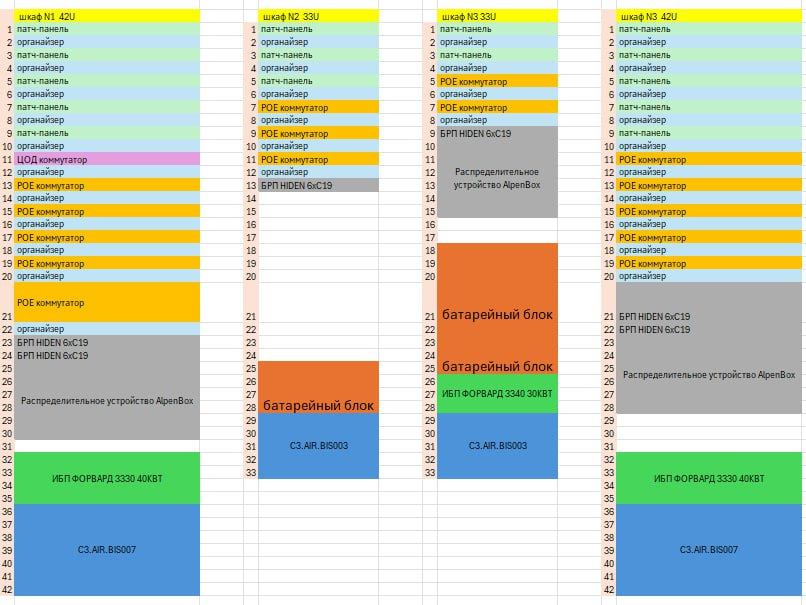 шкаф N1 42U
1 патч-панель
2 органайзер
3 патч-панель
4 органайзер
5 патч-панель
6 органайзер
7 патч-панель
8 органайзер
9 патч-панель
10 органайзер
11 ЦОД коммутатор
12 органайзер
13 POE коммутатор
14 органайзер
15 POE коммутатор
16 органайзер
17 POE коммутатор
18 органайзер
19 POE коммутатор
20 органайзер
21 POE коммутатор
22 органайзер
23 БРП HIDEN 6xC19
24 БРП HIDEN 6xC19
25
26
27 Распределительное устройство AlpenBox
28
29
30
31
32
33 ИБП ФОРВАРД 3330 40КВТ
34
35
36
37
38
39 C3.AIR.BIS007
40
41
42
шкаф N2 33U
1 патч-панель
2 органайзер
3 патч-панель
4 органайзер
5 патч-панель
6 органайзер
7 POE коммутатор
8 органайзер
9 POE коммутатор
10 органайзер
11 POE коммутатор
12 органайзер
13 БРП HIDEN 6xC19
14
15
16
17
18
19
20
21
22
23
24
25
26
27
28 батарейный блок
29
30
31 C3.AIR.BIS003
32
33
шкаф N3 33U
1 патч-панель
2 органайзер
3 патч-панель
4 органайзер
5 POE коммутатор
6 органайзер
7 POE коммутатор
8 органайзер
9 БРП HIDEN 6xC19
10
11
12 Распределительное
13 устройство AlpenBox
14
15
16
17
18
19
20
21 батарейный блок
22
23
24
25 батарейный блок
26
27 ИБП ФОРВАРД 3340 30КВТ
28
29
30
31 C3.AIR.BIS003
32
33
шкаф N3 42U
1 патч-панель
2 органайзер
3 патч-панель
4 органайзер
5 патч-панель
6 органайзер
7 патч-панель
8 органайзер
9 патч-панель
10 органайзер
11 POE коммутатор
12 органайзер
13 POE коммутатор
14 органайзер
15 POE коммутатор
16 органайзер
17 POE коммутатор
18 органайзер
19 POE коммутатор
20 органайзер
21 БРП HIDEN 6xC19
22 БРП HIDEN 6xC19
23
24
25 Распределительное устройство AlpenBox
26
27
28
29
30
31
32
33 ИБП ФОРВАРД 3330 40КВТ
34
35
36
37
38
39 C3.AIR.BIS007
40
41
42